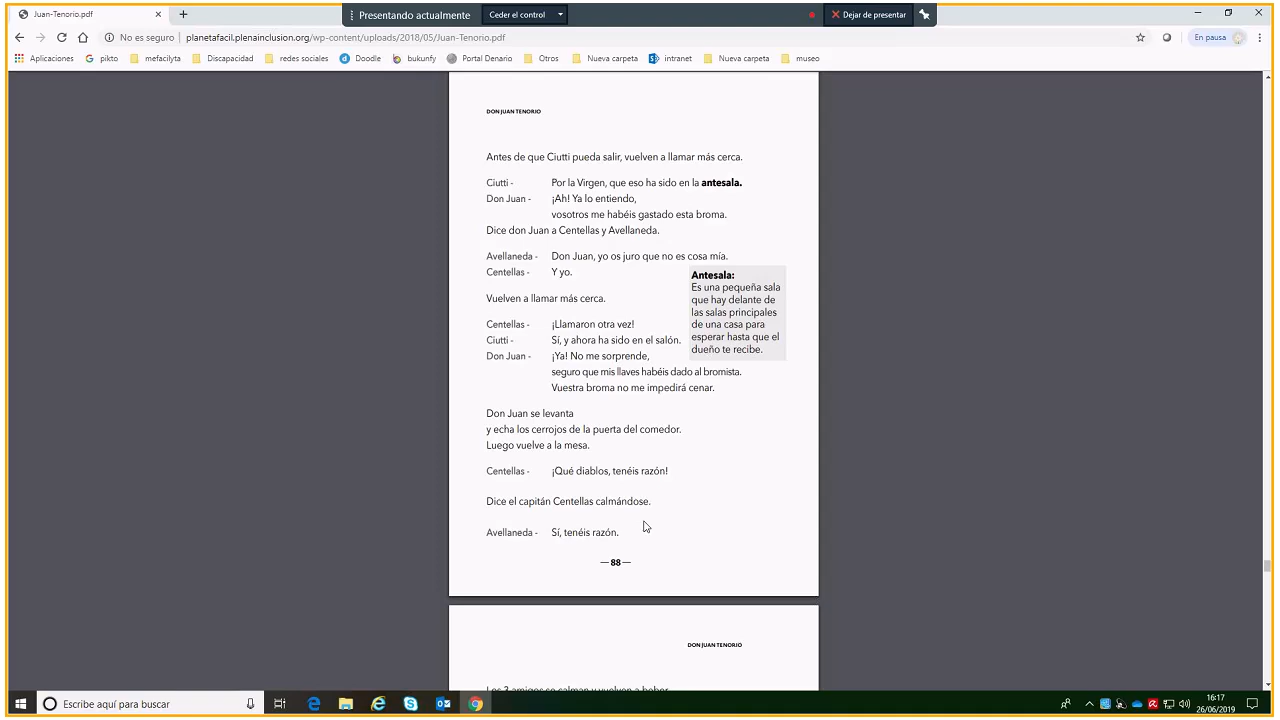 Juan-Tenorio.pdf
Presentando actualmente
Ceder el control
Dejar de presentar
No es seguro
planetafacil.plenainclusion.org/wp-content/uploads/2018/05/Juan-Tenorio.pdf
En pausa
Aplicaciones
pikto
mefacilyta
Discapacidad
redes sociales
Doodle
bukunfy
Portal Denario
Otros
Nueva carpeta
intranet
Nueva carpeta
museo
DON JUAN TENORIO
Antes de que Ciutti pueda salir, vuelven a llamar más cerca.
Ciutti - Por la Virgen, que eso ha sido en la antesala.
Don Juan - ¡Ah! Ya lo entiendo,
vosotros me habéis gastado esta broma.
Dice don Juan a Centellas y Avellaneda.
Avellaneda - Don Juan, yo os juro que no es cosa mía.
Centellas - Y yo.
Vuelven a llamar más cerca.
Centellas - ¡Llamaron otra vez!
Ciutti - Sí, y ahora ha sido en el salón.
Don Juan - ¡Ya! No me sorprende,
seguro que mis llaves habéis dado al bromista.
Vuestra broma no me impedirá cenar.
Antesala:
Es una pequeña sala
que hay delante de
las salas principales
de una casa para
esperar hasta que el
dueño te recibe.
Don Juan se levanta
y echa los cerrojos de la puerta del comedor.
Luego vuelve a la mesa.
Centellas - ¡Qué diablos, tenéis razón!
Dice el capitán Centellas calmándose.
Avellaneda - Sí, tenéis razón.
— 88 —
DON JUAN TENORIO
Los 3 amigos se calman y vuelven a beber.
Escribe aquí para buscar
16:17
26/06/2019